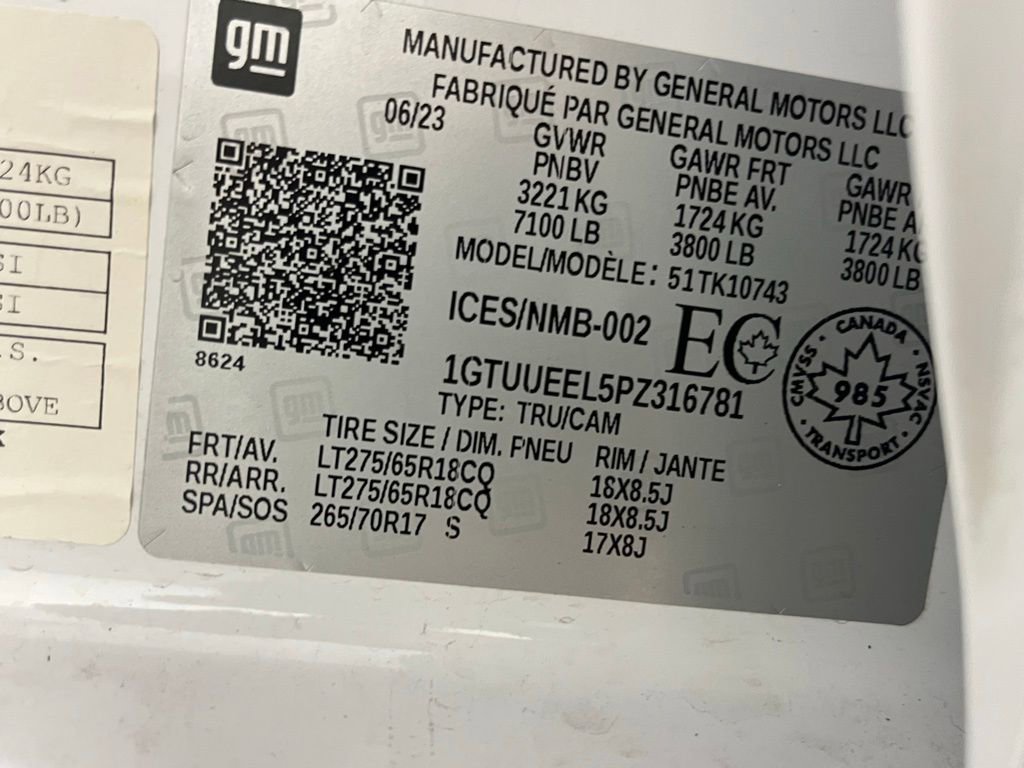 gm
MANUFACTURED BY GENERAL MOTORS LLC
FABRIQUÉ PAR GENERAL MOTORS LLC
06/23
GVWR GAWR FRT GAWR
PNBV PNBE AV. PNBE A
3221 KG 1724 KG 1724 KG
7100 LB 3800 LB 3800 LB
MODEL/MODÈLE: 51TK10743
ICES/NMB-002 EC
CANADA
CMVSS NSVAC
985
TRANSPORT
8624
1GTUUEEL5PZ316781
TYPE: TRU/CAM
TIRE SIZE / DIM. PNEU RIM / JANTE
FRT/AV. LT275/65R18CQ 18X8.5J
RR/ARR. LT275/65R18CQ 18X8.5J
SPA/SOS 265/70R17 S 17X8J
24KG
00LB)
SI
SI
.S.
BOVE